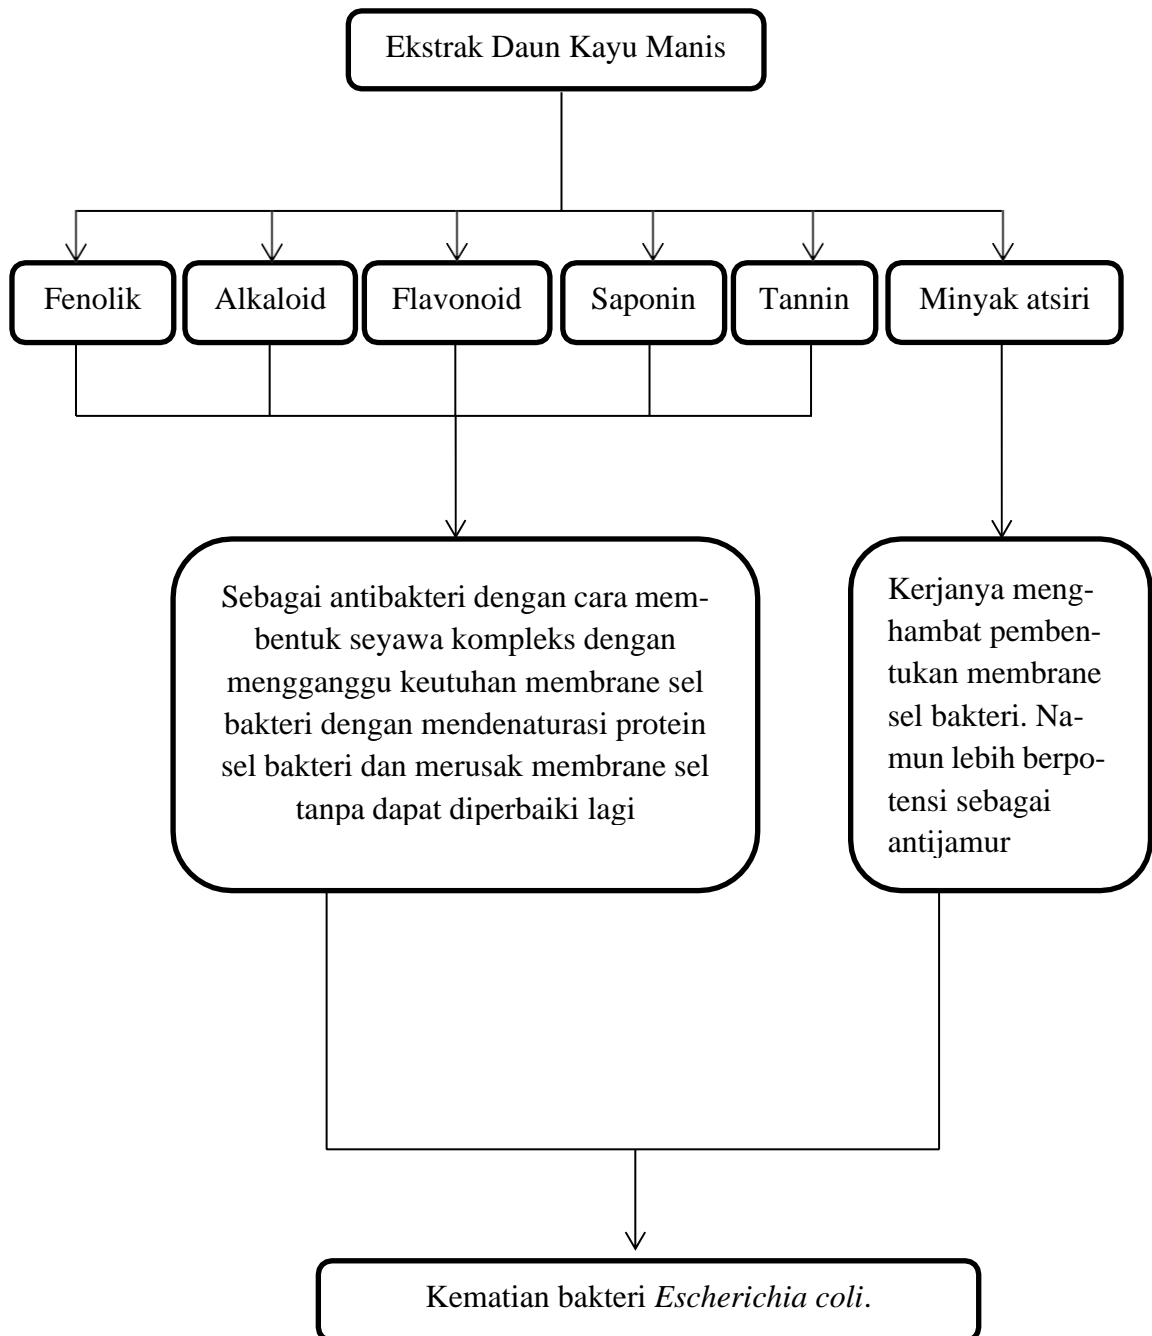 Ekstrak Daun Kayu Manis
Fenolik
Alkaloid
Flavonoid
Saponin
Tannin
Minyak atsiri
Sebagai antibakteri dengan cara mem-
bentuk seyawa kompleks dengan
mengganggu keutuhan membrane sel
bakteri dengan mendenaturasi protein
sel bakteri dan merusak membrane sel
tanpa dapat diperbaiki lagi
Kerjanya meng-
hambat pemben-
tukan membrane
sel bakteri. Na-
mun lebih berpo-
tensi sebagai
antijamur
Kematian bakteri Escherichia coli.